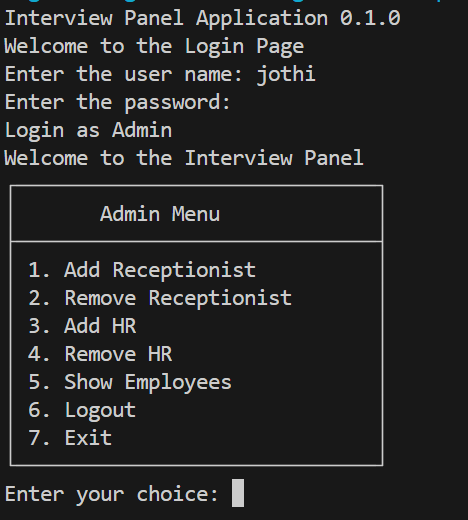 Interview Panel Application 0.1.0
Welcome to the Login Page
Enter the user name: jothi
Enter the password:
Login as Admin
Welcome to the Interview Panel
Admin Menu
1. Add Receptionist
2. Remove Receptionist
3. Add HR
4. Remove HR
5. Show Employees
6. Logout
7. Exit
Enter your choice: